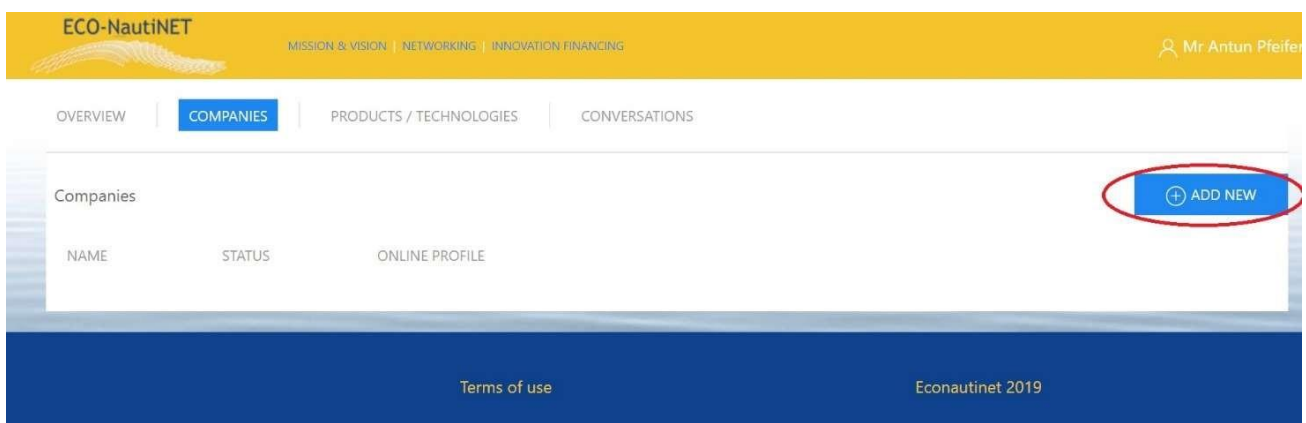 ECO-NautiNET
MISSION & VISION | NETWORKING | INNOVATION FINANCING
Mr Antun Pfeifer
OVERVIEW
COMPANIES
PRODUCTS / TECHNOLOGIES
CONVERSATIONS
Companies
ADD NEW
NAME
STATUS
ONLINE PROFILE
Terms of use
Econautinet 2019